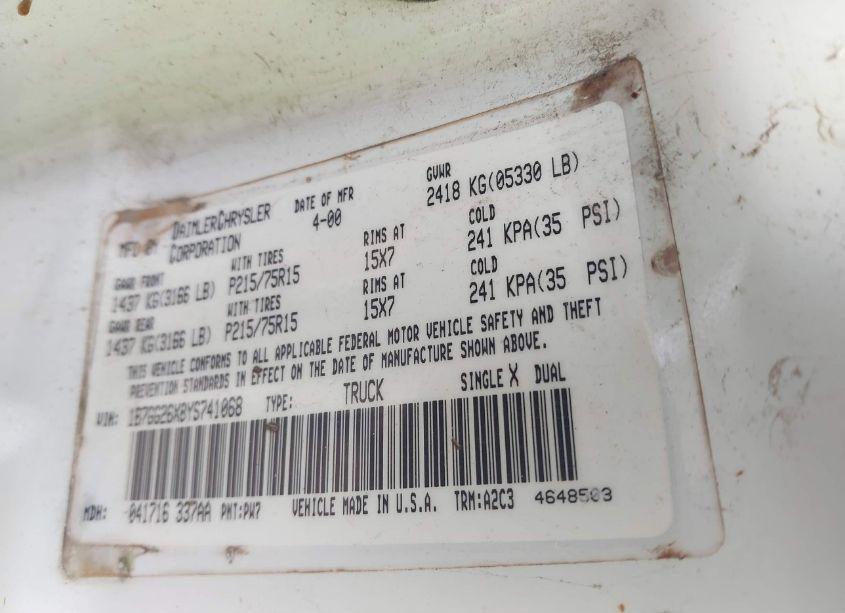 MFD BY DAIMLERCHRYSLER CORPORATION DATE OF MFR 4-00 GVWR 2418 KG(05330 LB)
GAWR FRONT WITH TIRES RIMS AT COLD
1437 KG(3166 LB) P215/75R15 15X7 241 KPA(35 PSI)
GAWR REAR WITH TIRES RIMS AT COLD
1437 KG(3166 LB) P215/75R15 15X7 241 KPA(35 PSI)
THIS VEHICLE CONFORMS TO ALL APPLICABLE FEDERAL MOTOR VEHICLE SAFETY AND THEFT
PREVENTION STANDARDS IN EFFECT ON THE DATE OF MANUFACTURE SHOWN ABOVE.
VIN: 1B7GG26X8YS741068 TYPE: TRUCK SINGLE X DUAL
MDH: 041716 337AA PNT:PW7 VEHICLE MADE IN U.S.A. TRM:A2C3 4648503